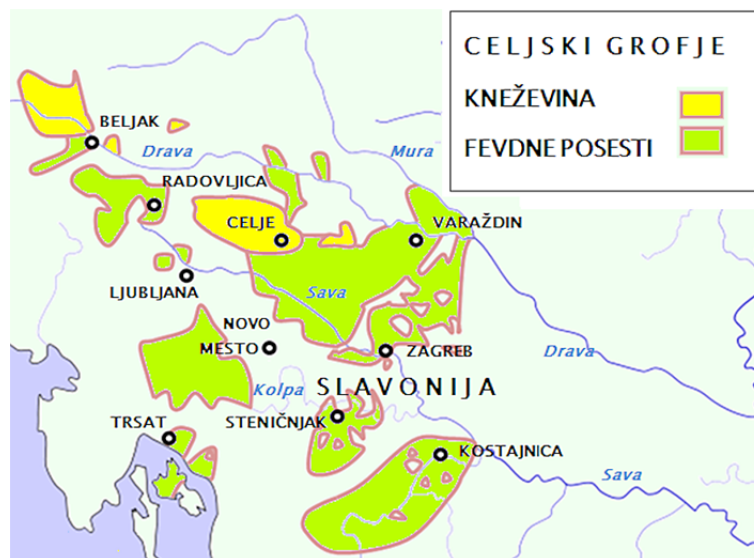 CELJSKI GROFJE
KNEŽEVINA
FEVDNE POSESTI
BELJAK
Drava
Mura
RADOVLJICA
CELJE
VARAŽDIN
LJUBLJANA
Sava
NOVO
MESTO
ZAGREB
Drava
Kolpa
SLAVONIJA
TRSAT
STENIČNJAK
KOSTAJNICA
Sava